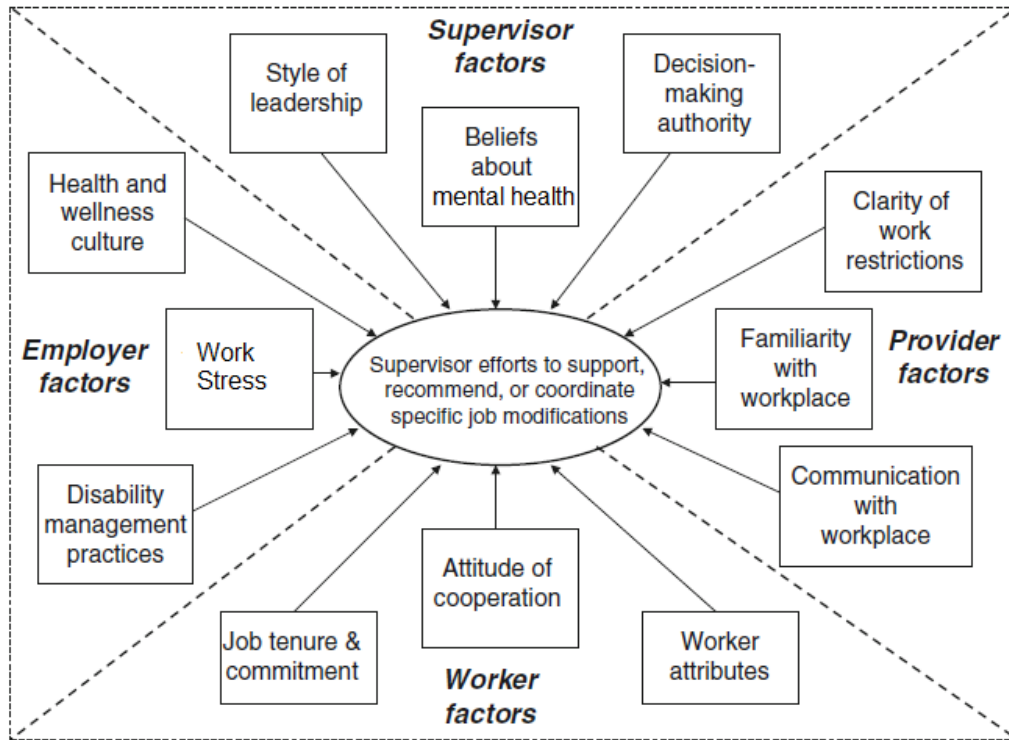 Supervisor
factors
Style of
leadership
Beliefs
about
mental health
Decision-
making
authority
Health and
wellness
culture
Clarity of
work
restrictions
Employer
factors
Work
Stress
Supervisor efforts to support,
recommend, or coordinate
specific job modifications
Familiarity
with
workplace
Provider
factors
Disability
management
practices
Communication
with
workplace
Job tenure &
commitment
Attitude of
cooperation
Worker
attributes
Worker
factors